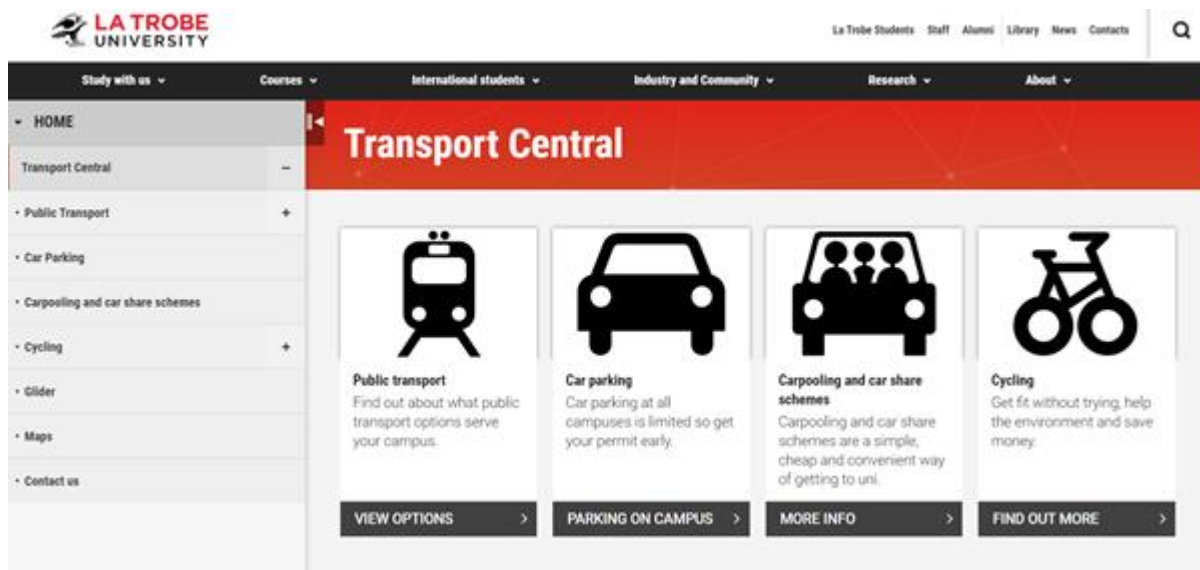 LA TROBE
UNIVERSITY
La Trobe Students Staff Alumni Library News Contacts
Study with us Courses International students Industry and Community Research About
HOME
Transport Central
Public Transport
Car Parking
Carpooling and car share schemes
Cycling
Glider
Maps
Contact us
Transport Central
Public transport
Find out about what public
transport options serve
your campus.
VIEW OPTIONS
Car parking
Car parking at all
campuses is limited so get
your permit early.
PARKING ON CAMPUS
Carpooling and car share
schemes
Carpooling and car share
schemes are a simple,
cheap and convenient way
of getting to uni.
MORE INFO
Cycling
Get fit without trying, help
the environment and save
money.
FIND OUT MORE